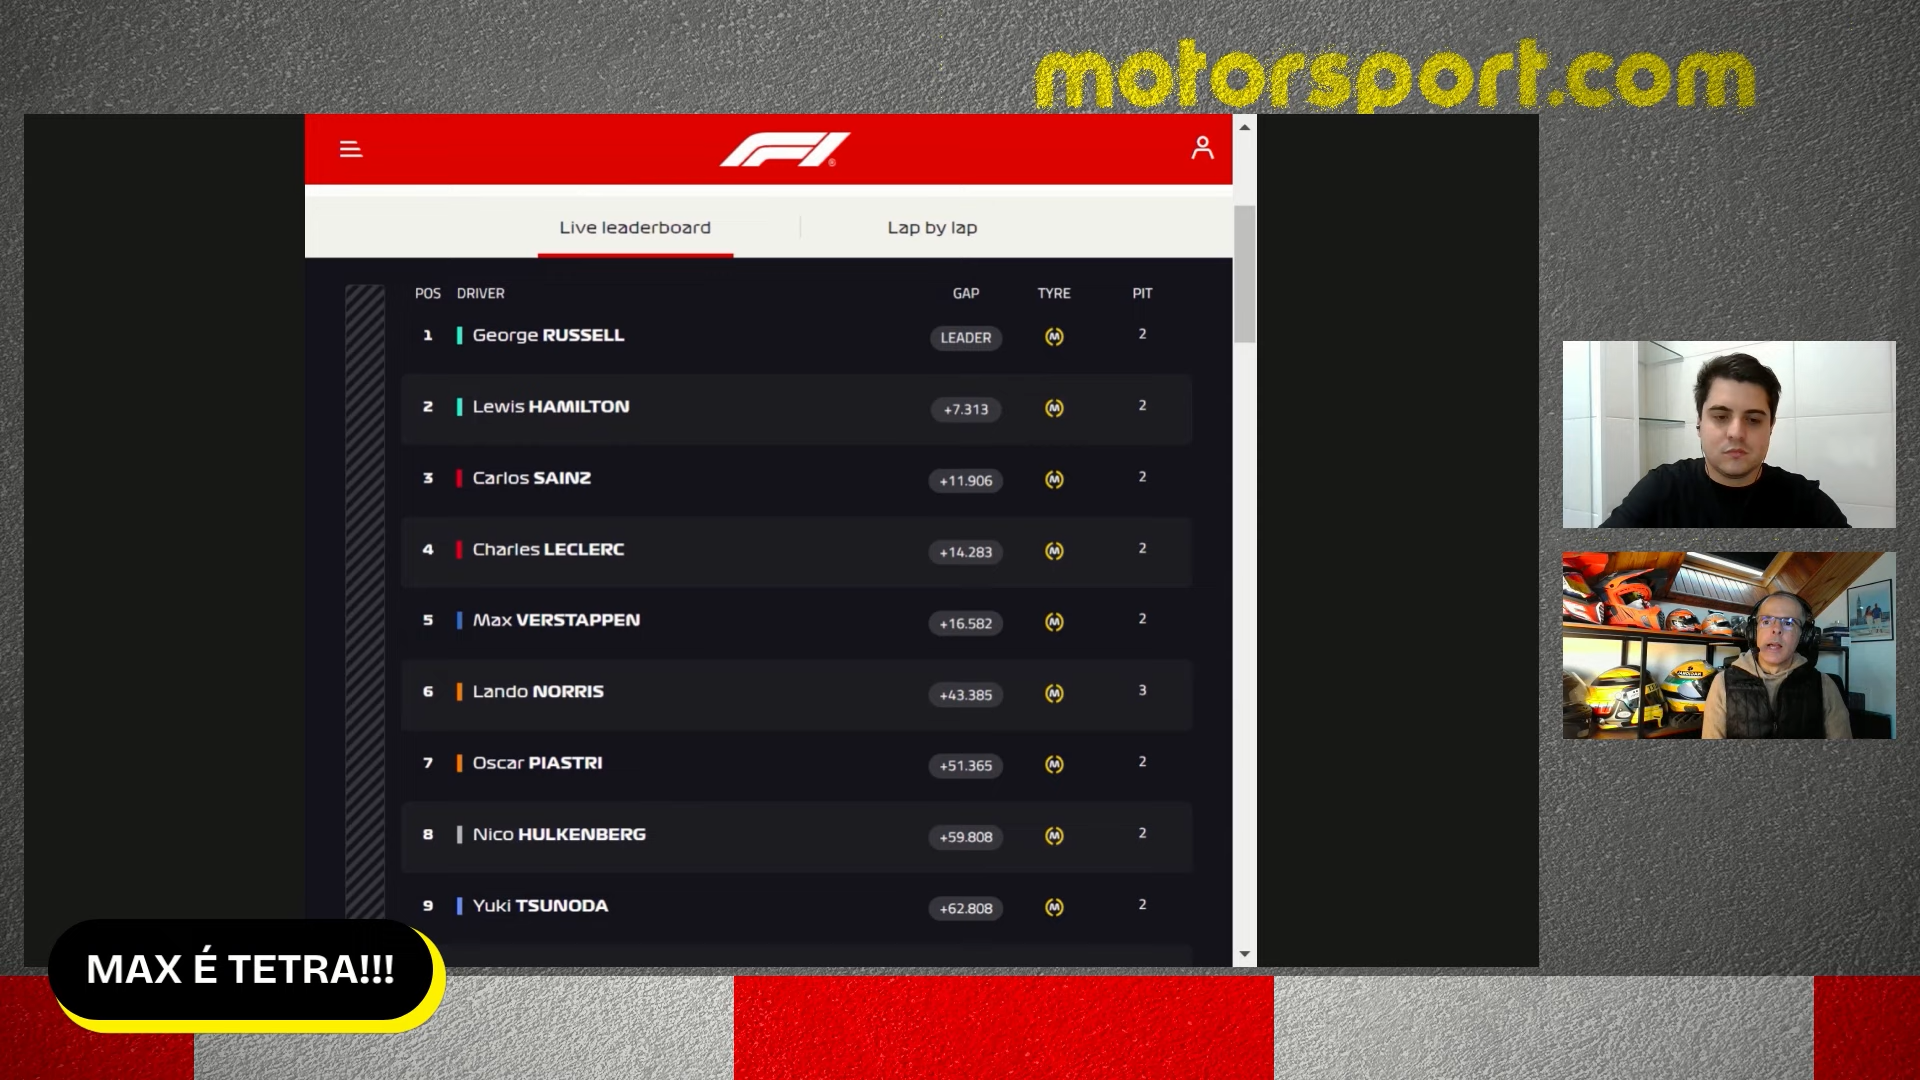 motorsport.com
F1
Live leaderboard
Lap by lap
POS DRIVER GAP TYRE PIT
1 George RUSSELL LEADER M 2
2 Lewis HAMILTON +7.313 M 2
3 Carlos SAINZ +11.906 M 2
4 Charles LECLERC +14.283 M 2
5 Max VERSTAPPEN +16.582 M 2
6 Lando NORRIS +43.385 M 3
7 Oscar PIASTRI +51.365 M 2
8 Nico HULKENBERG +59.808 M 2
9 Yuki TSUNODA +62.808 M 2
MAX É TETRA!!!